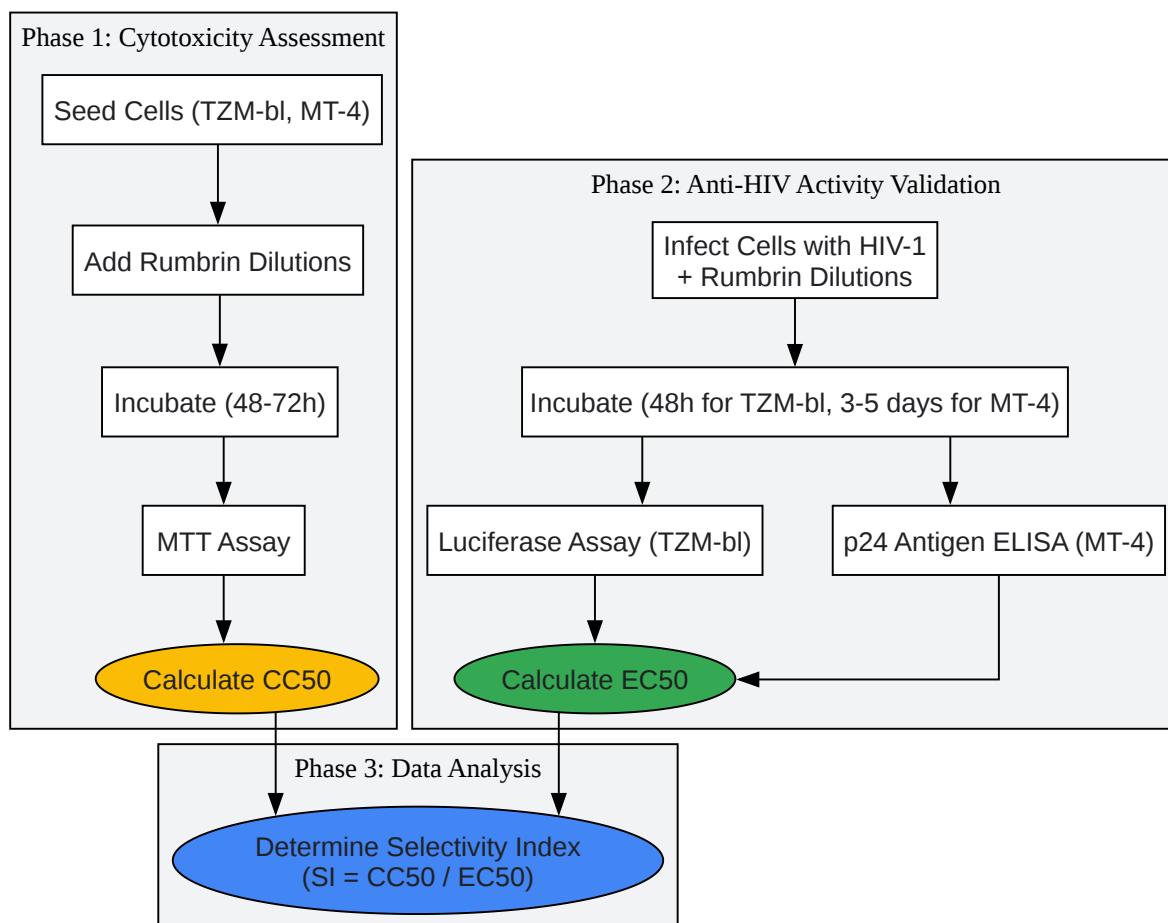 Phase 1: Cytotoxicity Assessment
Seed Cells (TZM-bl, MT-4)
Add Rumbrin Dilutions
Incubate (48-72h)
MTT Assay
Calculate CC50
Phase 2: Anti-HIV Activity Validation
Infect Cells with HIV-1
+ Rumbrin Dilutions
Incubate (48h for TZM-bl, 3-5 days for MT-4)
Luciferase Assay (TZM-bl)
p24 Antigen ELISA (MT-4)
Calculate EC50
Phase 3: Data Analysis
Determine Selectivity Index
(SI = CC50 / EC50)